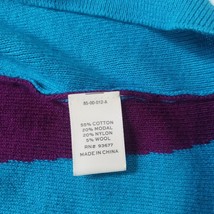 55% COTTON
20% MODAL
20% NYLON
5% WOOL
RN# 93677
MADE IN CHINA